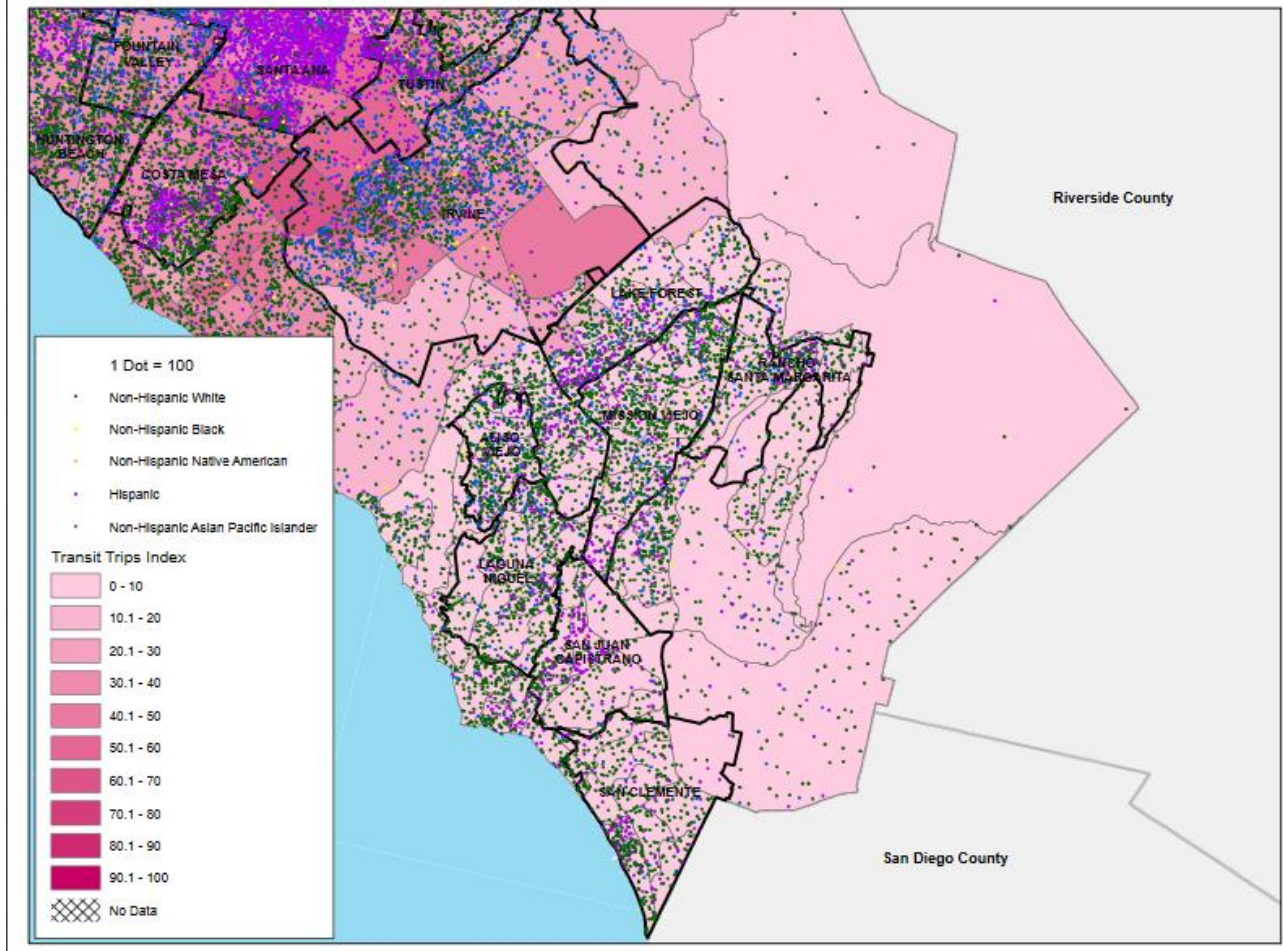 FOUNTAIN
VALLEY
SANTA ANA
TUSTIN
HUNTINGTON
BEACH
COSTA MESA
IRVINE
Riverside County
LAKE FOREST
RANCHO
SANTA MARGARITA
MISSION VIEJO
ALISO
VIEJO
LAGUNA
NIGUEL
SAN JUAN
CAPISTRANO
SAN CLEMENTE
San Diego County
1 Dot = 100
Non-Hispanic White
Non-Hispanic Black
Non-Hispanic Native American
Hispanic
Non-Hispanic Asian Pacific Islander
Transit Trips Index
0 - 10
10.1 - 20
20.1 - 30
30.1 - 40
40.1 - 50
50.1 - 60
60.1 - 70
70.1 - 80
80.1 - 90
90.1 - 100
No Data